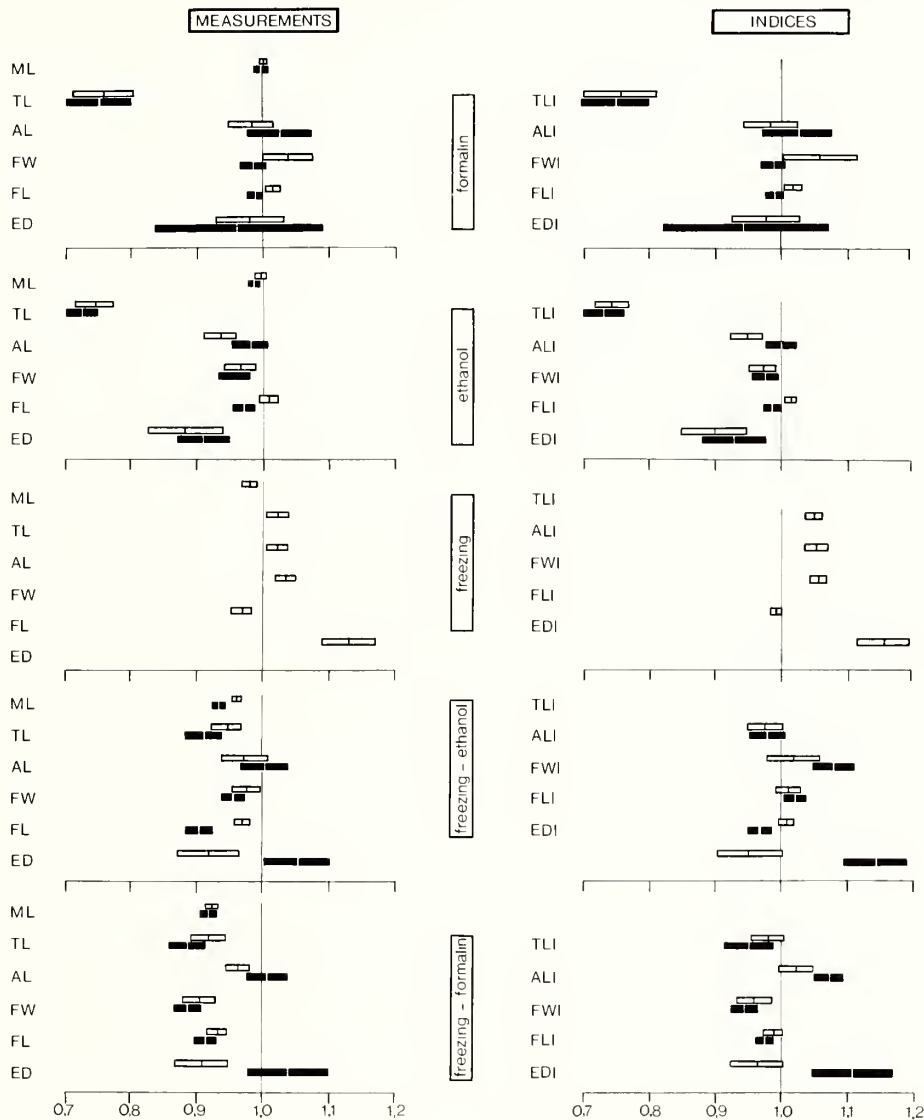 MEASUREMENTS
INDICES
ML
TL
AL
FW
FL
ED
formalin
TLI
ALI
FWI
FLI
EDI
ML
TL
AL
FW
FL
ED
ethanol
TLI
ALI
FWI
FLI
EDI
ML
TL
AL
FW
FL
ED
freezing
TLI
ALI
FWI
FLI
EDI
ML
TL
AL
FW
FL
ED
freezing - ethanol
TLI
ALI
FWI
FLI
EDI
ML
TL
AL
FW
FL
ED
freezing - formalin
TLI
ALI
FWI
FLI
EDI
0,7 0,8 0,9 1,0 1,1 1,2
0,7 0,8 0,9 1,0 1,1 1,2